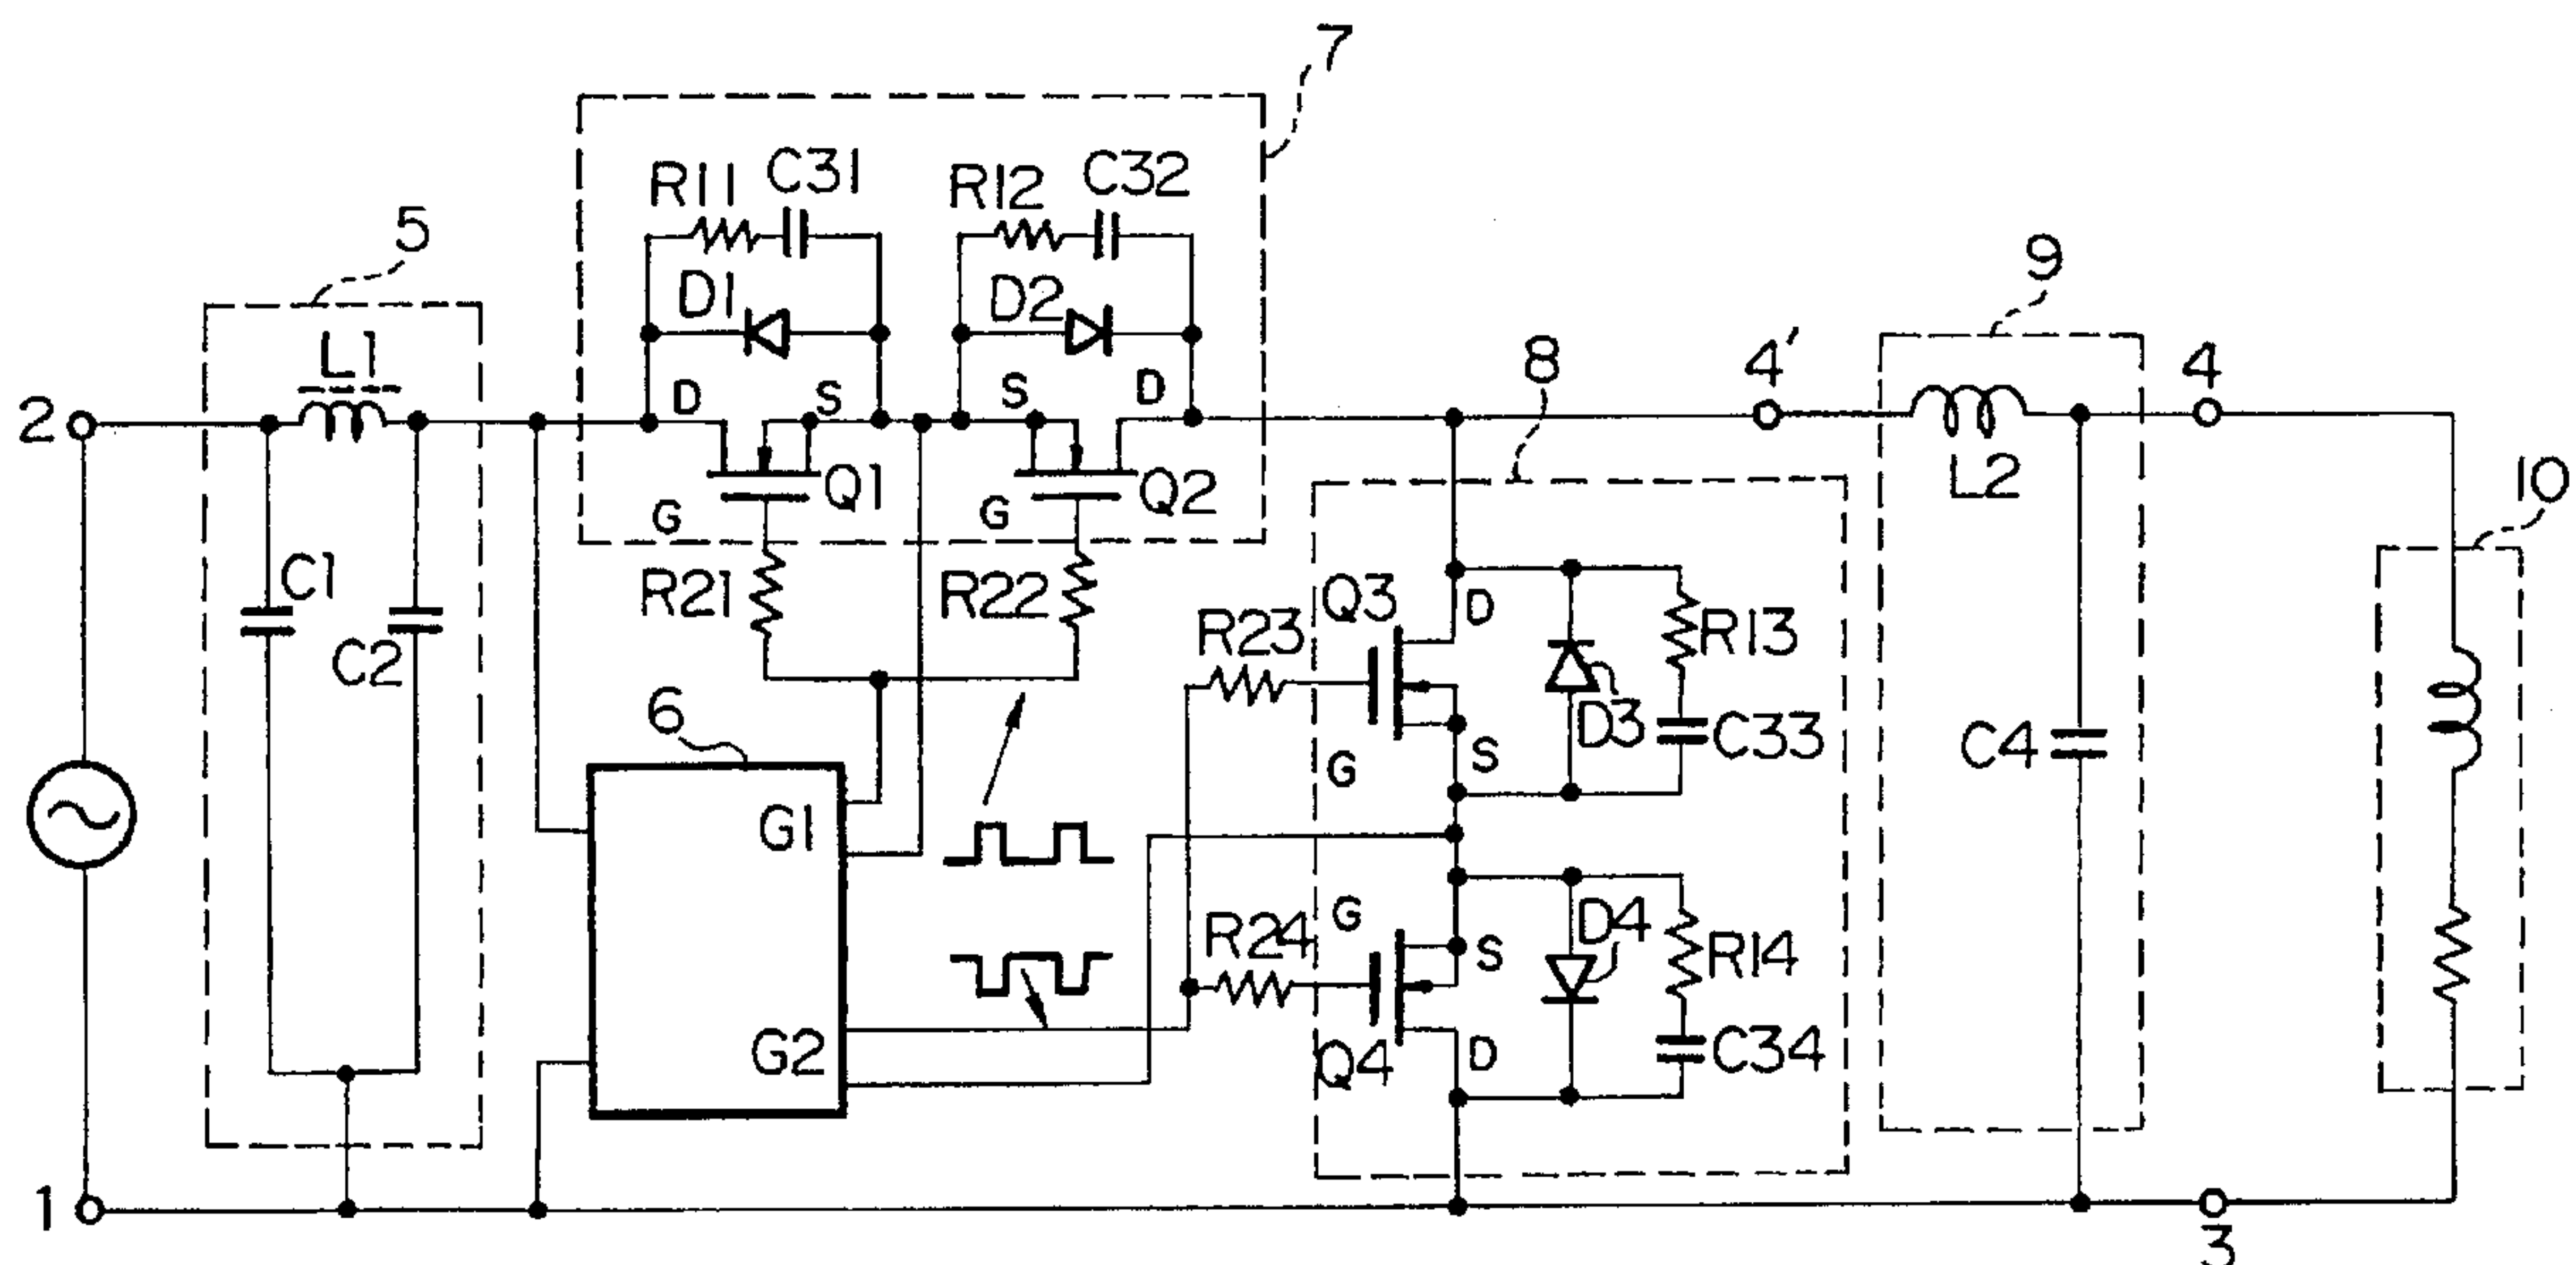 7
R11 C31 R12 C32
5
D1 D2
9
L1
8
4' 4
D S S D
2
Q1 Q2
L2
10
G G
C1
R21 R22
Q3 D
R23
R13
C2
6
D3 C33
C4
S
G
G1
G
D4
R24
S
R14
G2
Q4 D
C34
1
3